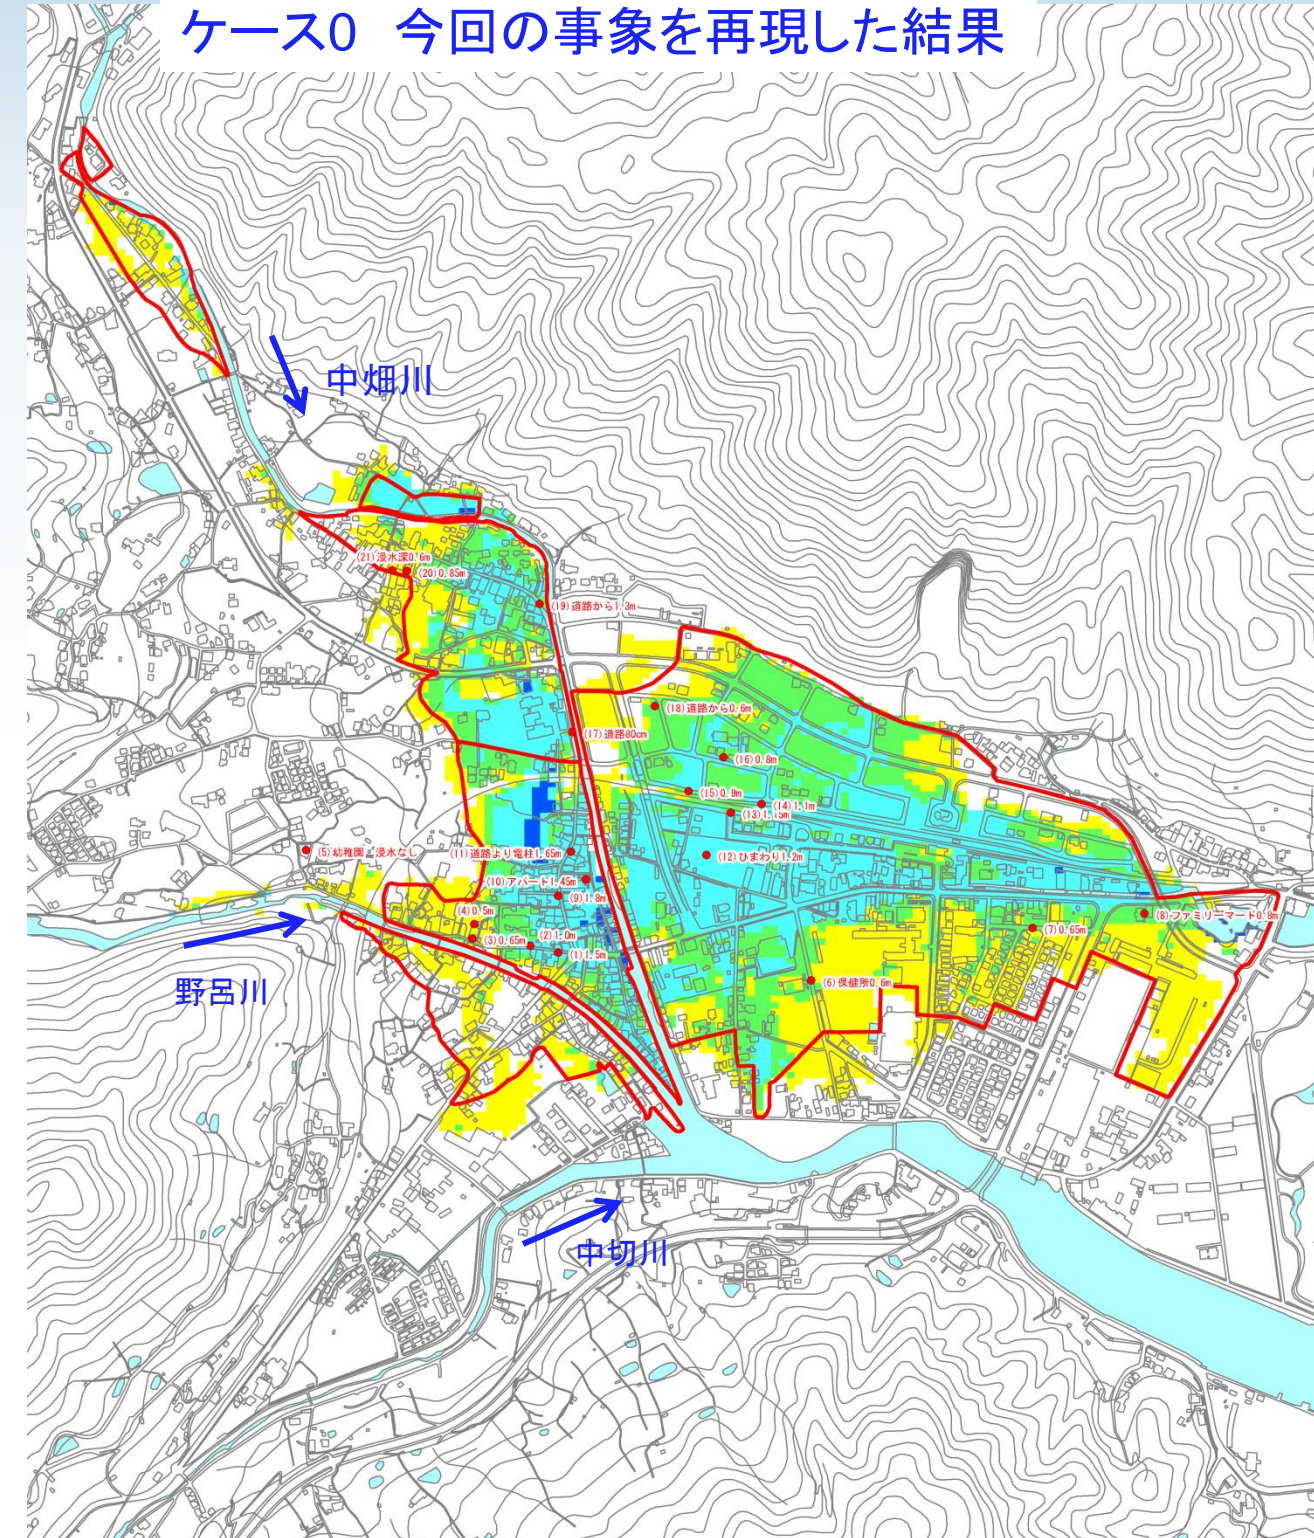 ケース0　今回の事象を再現した結果
中畑川
(21)浸水深0.6m
(20)0.85m
(19)道路から1.3m
(18)道路から0.6m
(17)道路80cm
(16)0.8m
(15)0.9m
(14)1.1m
(13)1.15m
(5)幼稚園 浸水なし
(11)道路より電柱1.65m
(12)ひまわり1.2m
(10)アパート1.45m
(9)1.8m
(4)0.5m
(8)ファミリーマート0.8m
(3)0.65m
(2)1.0m
(7)0.65m
(1)1.5m
(6)保健所0.6m
野呂川
中切川